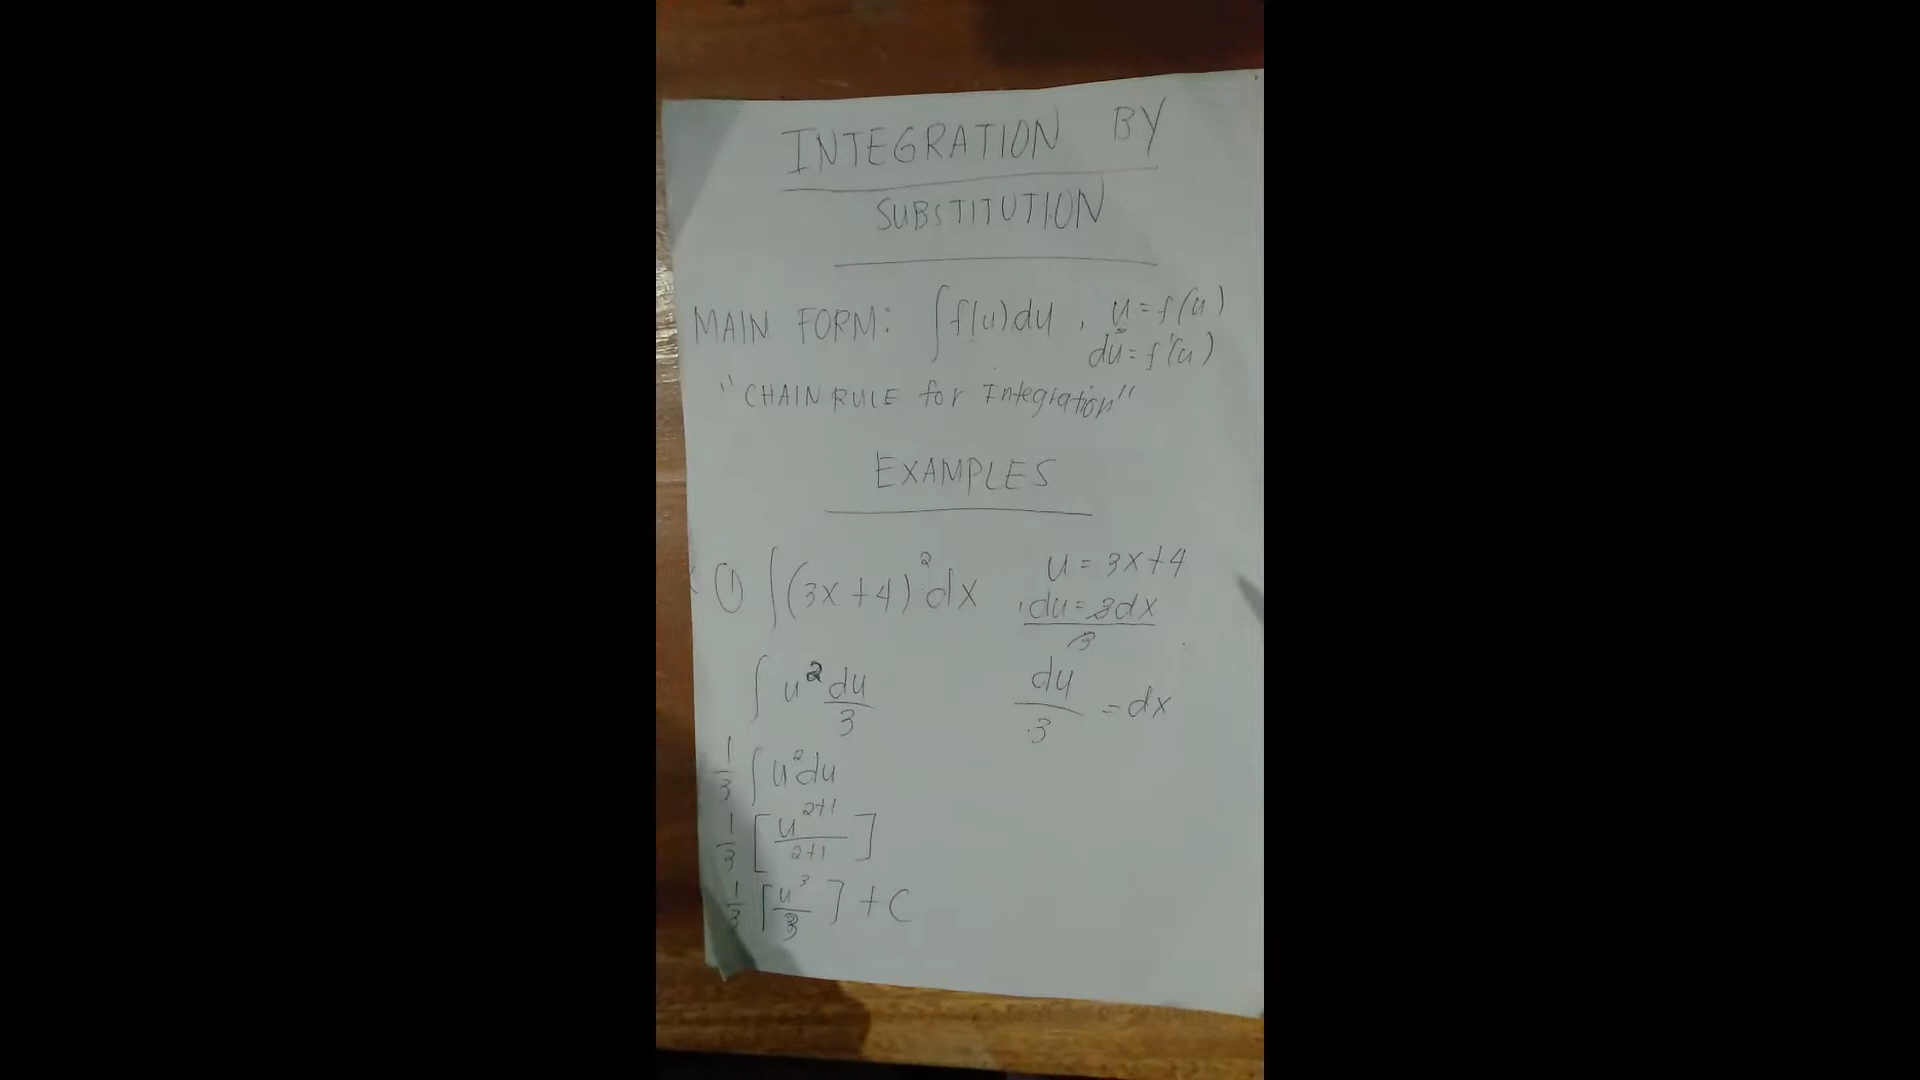 INTEGRATION BY
SUBSTITUTION
MAIN FORM: ∫f(u)du, u = f(u)
du = f'(u)
"CHAIN RULE for Integration"
EXAMPLES
① ∫(3x+4)²dx
u = 3x+4
du = 3dx
3
∫u² du/3
du/3 = dx
1/3 ∫u²du
1/3 [u^(2+1)/(2+1)]
1/3 [u³/3] + C